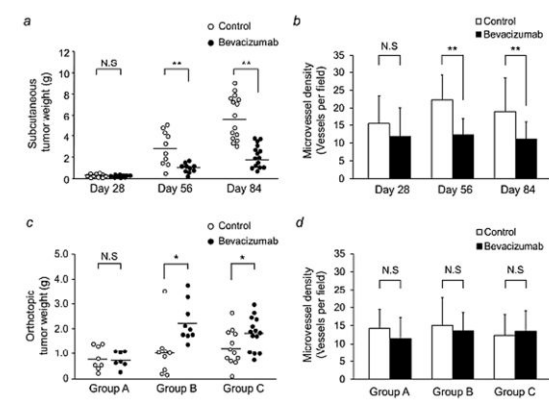 a
Control
Bevacizumab
N.S
**
**
Subcutaneous
tumor weight (g)
12
10
8
6
4
2
0
Day 28
Day 56
Day 84
b
Control
Bevacizumab
N.S
**
**
Microvessel density
(Vessels per field)
35
30
25
20
15
10
5
0
Day 28
Day 56
Day 84
c
Control
Bevacizumab
N.S
*
*
Orthotopic
tumor weight (g)
5.0
4.0
3.0
2.0
1.0
0
Group A
Group B
Group C
d
Control
Bevacizumab
N.S
N.S
N.S
Microvessel density
(Vessels per field)
35
30
25
20
15
10
5
0
Group A
Group B
Group C